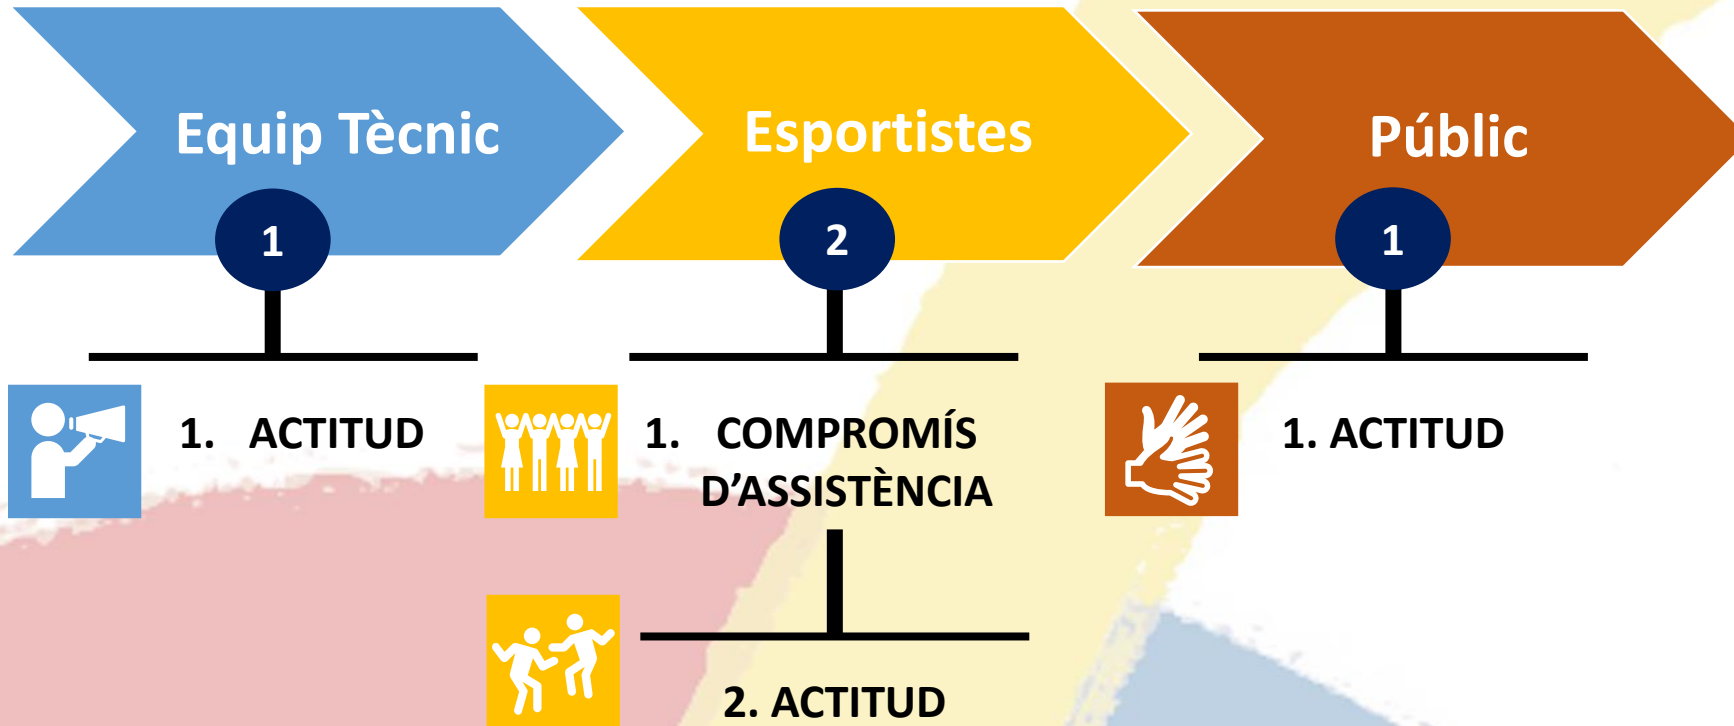 Equip Tècnic
Esportistes
Públic
1
2
1
1. ACTITUD
1. COMPROMÍS
D’ASSISTÈNCIA
1. ACTITUD
2. ACTITUD